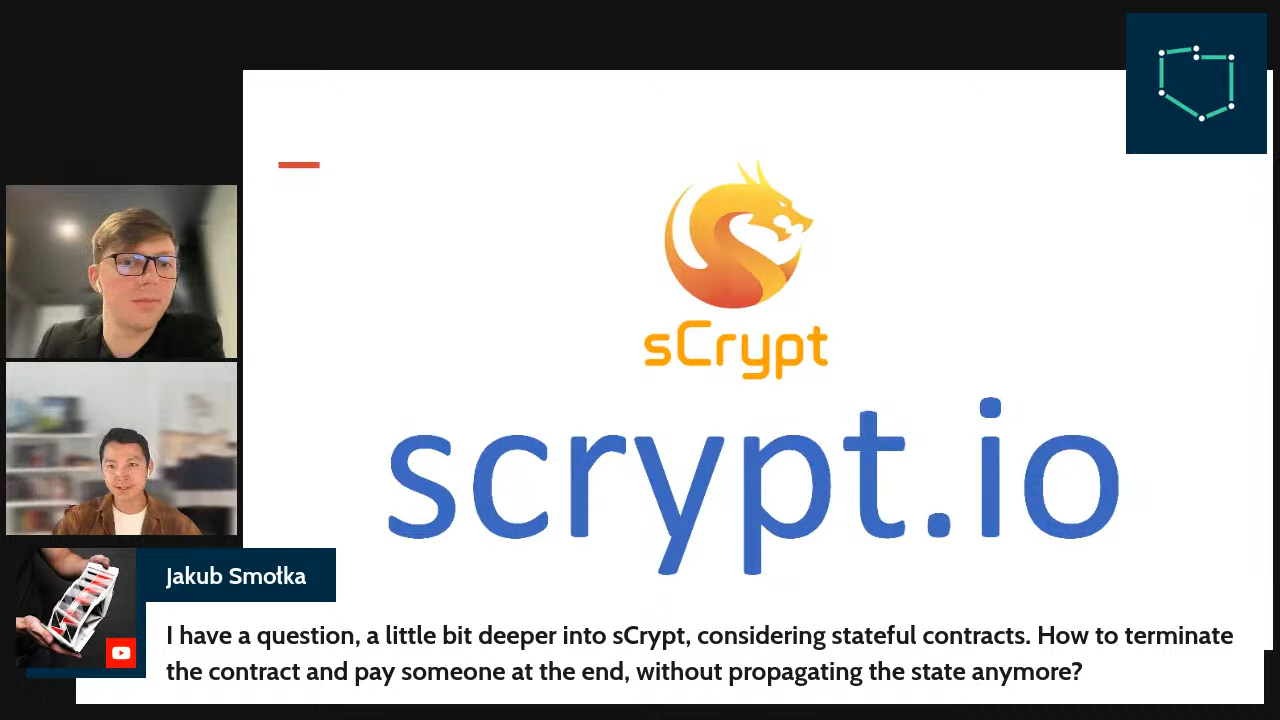 sCrypt
scrypt.io
Jakub Smołka
I have a question, a little bit deeper into sCrypt, considering stateful contracts. How to terminate
the contract and pay someone at the end, without propagating the state anymore?